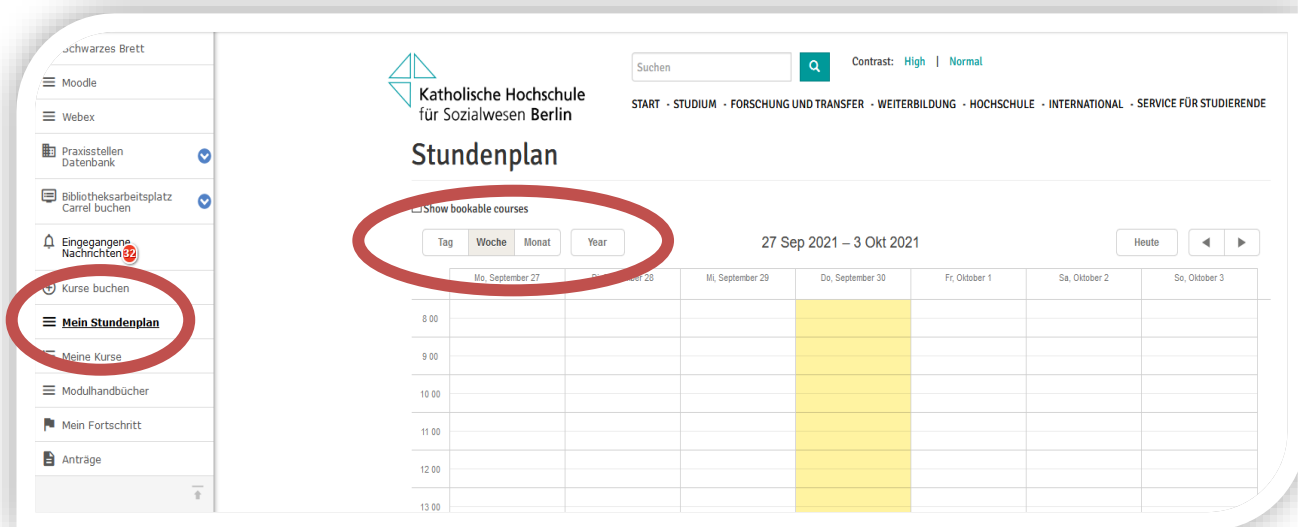 Schwarzes Brett
Moodle
Webex
Praxisstellen
Datenbank
Bibliotheksarbeitsplatz
Carrel buchen
Eingegangene
Nachrichten 32
Kurse buchen
Mein Stundenplan
Meine Kurse
Modulhandbücher
Mein Fortschritt
Anträge
Katholische Hochschule
für Sozialwesen Berlin
Suchen
Contrast: High | Normal
START - STUDIUM - FORSCHUNG UND TRANSFER - WEITERBILDUNG - HOCHSCHULE - INTERNATIONAL - SERVICE FÜR STUDIERENDE
Stundenplan
Show bookable courses
Tag Woche Monat Year
27 Sep 2021 – 3 Okt 2021
Heute
Mo, September 27 28 Mi, September 29 Do, September 30 Fr, Oktober 1 Sa, Oktober 2 So, Oktober 3
8 00
9 00
10 00
11 00
12 00
13 00